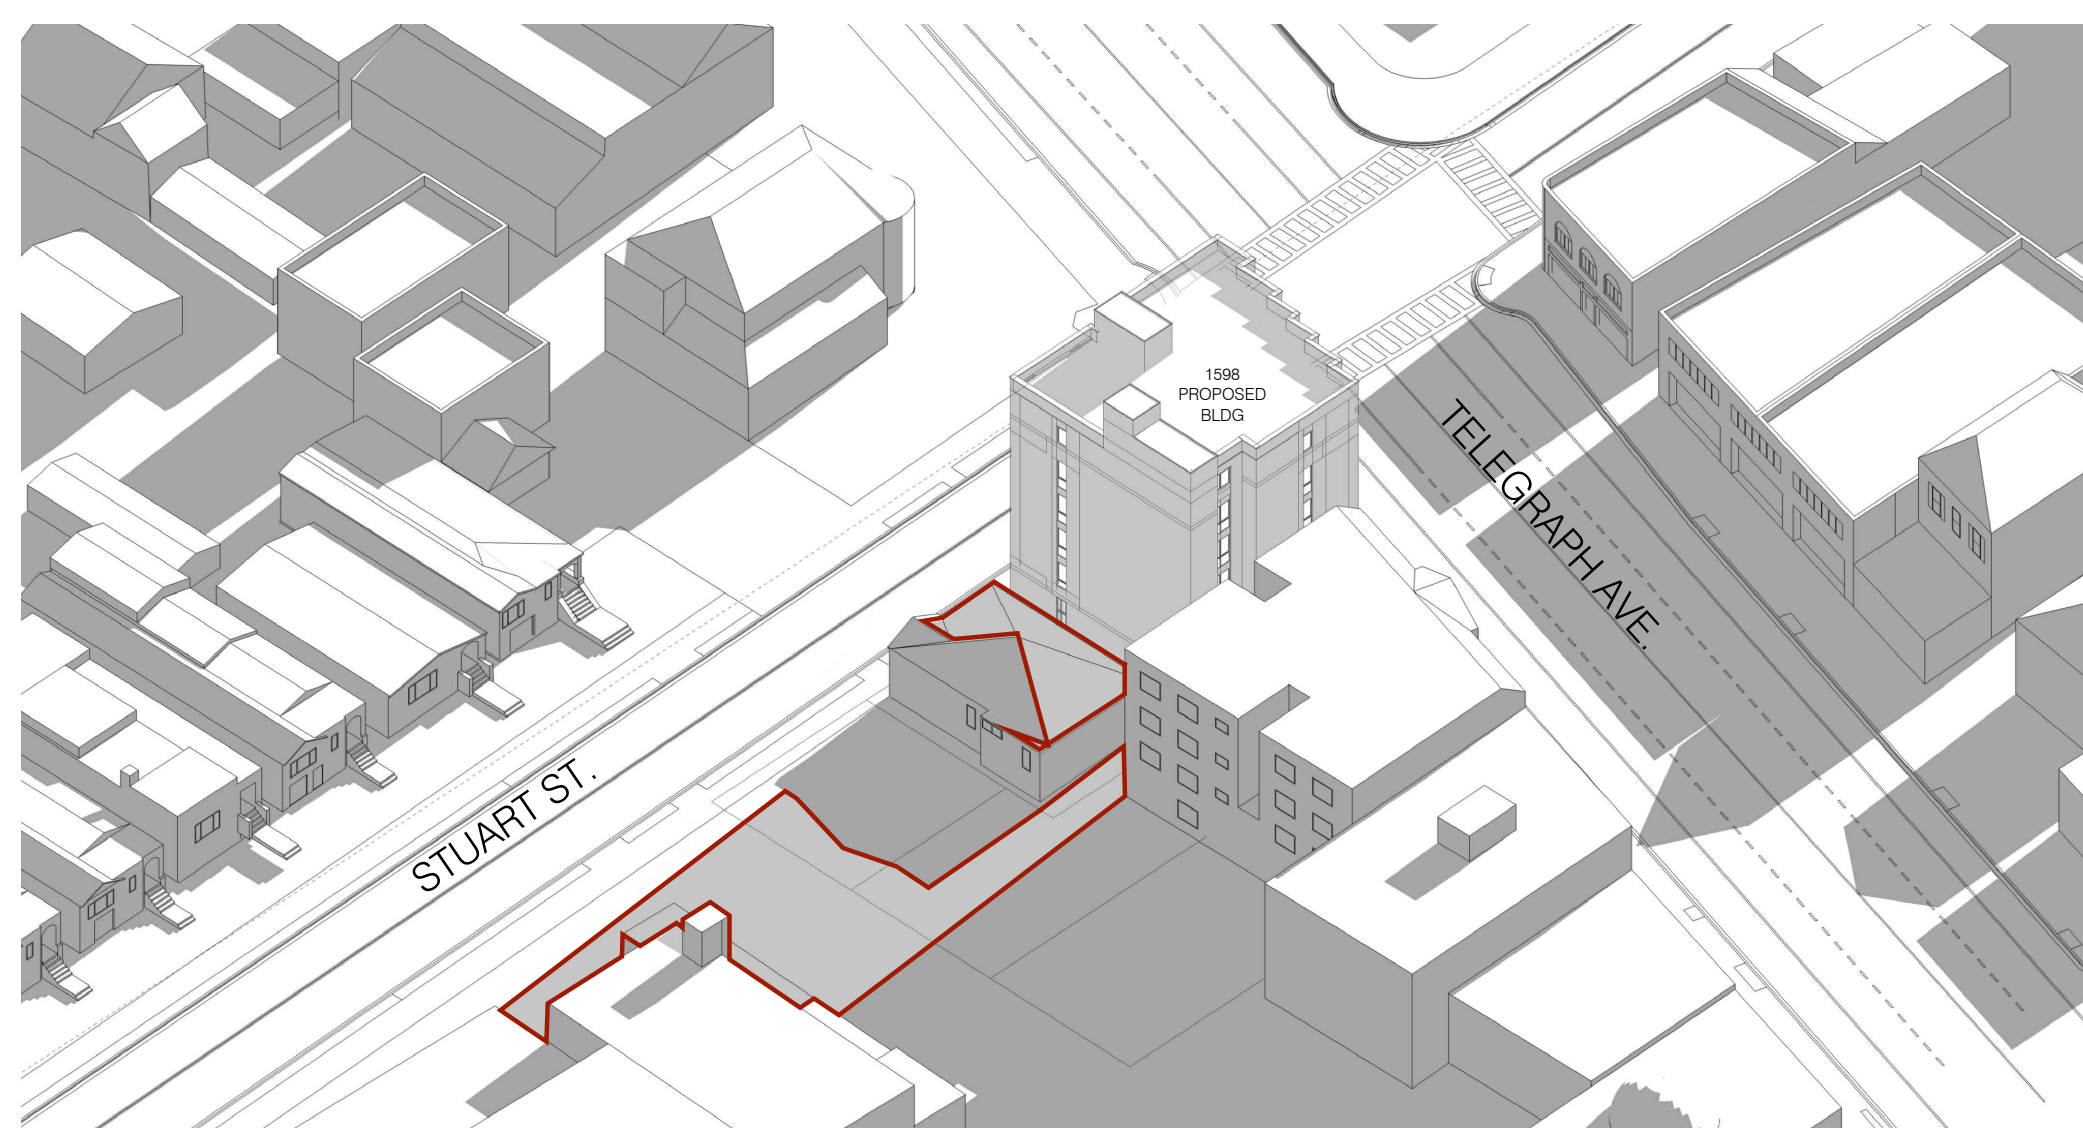 1598
PROPOSED
BLDG
TELEGRAPH AVE.
STUART ST.